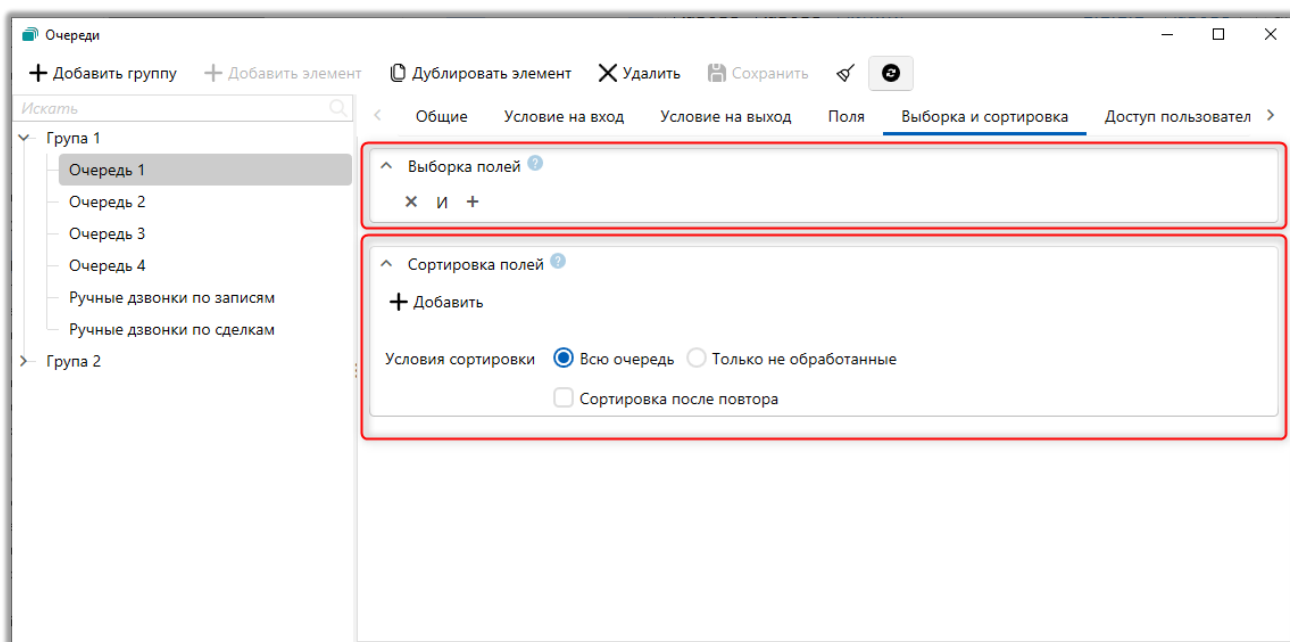 Очереди
Добавить группу Добавить элемент Дублировать элемент Удалить Сохранить
Искать
Общие Условие на вход Условие на выход Поля Выборка и сортировка Доступ пользовател
Група 1
Очередь 1
Очередь 2
Очередь 3
Очередь 4
Ручные дзвонки по записям
Ручные дзвонки по сделкам
Група 2
Выборка полей ?
И
Сортировка полей ?
Добавить
Условия сортировки Всю очередь Только не обработанные
Сортировка после повтора